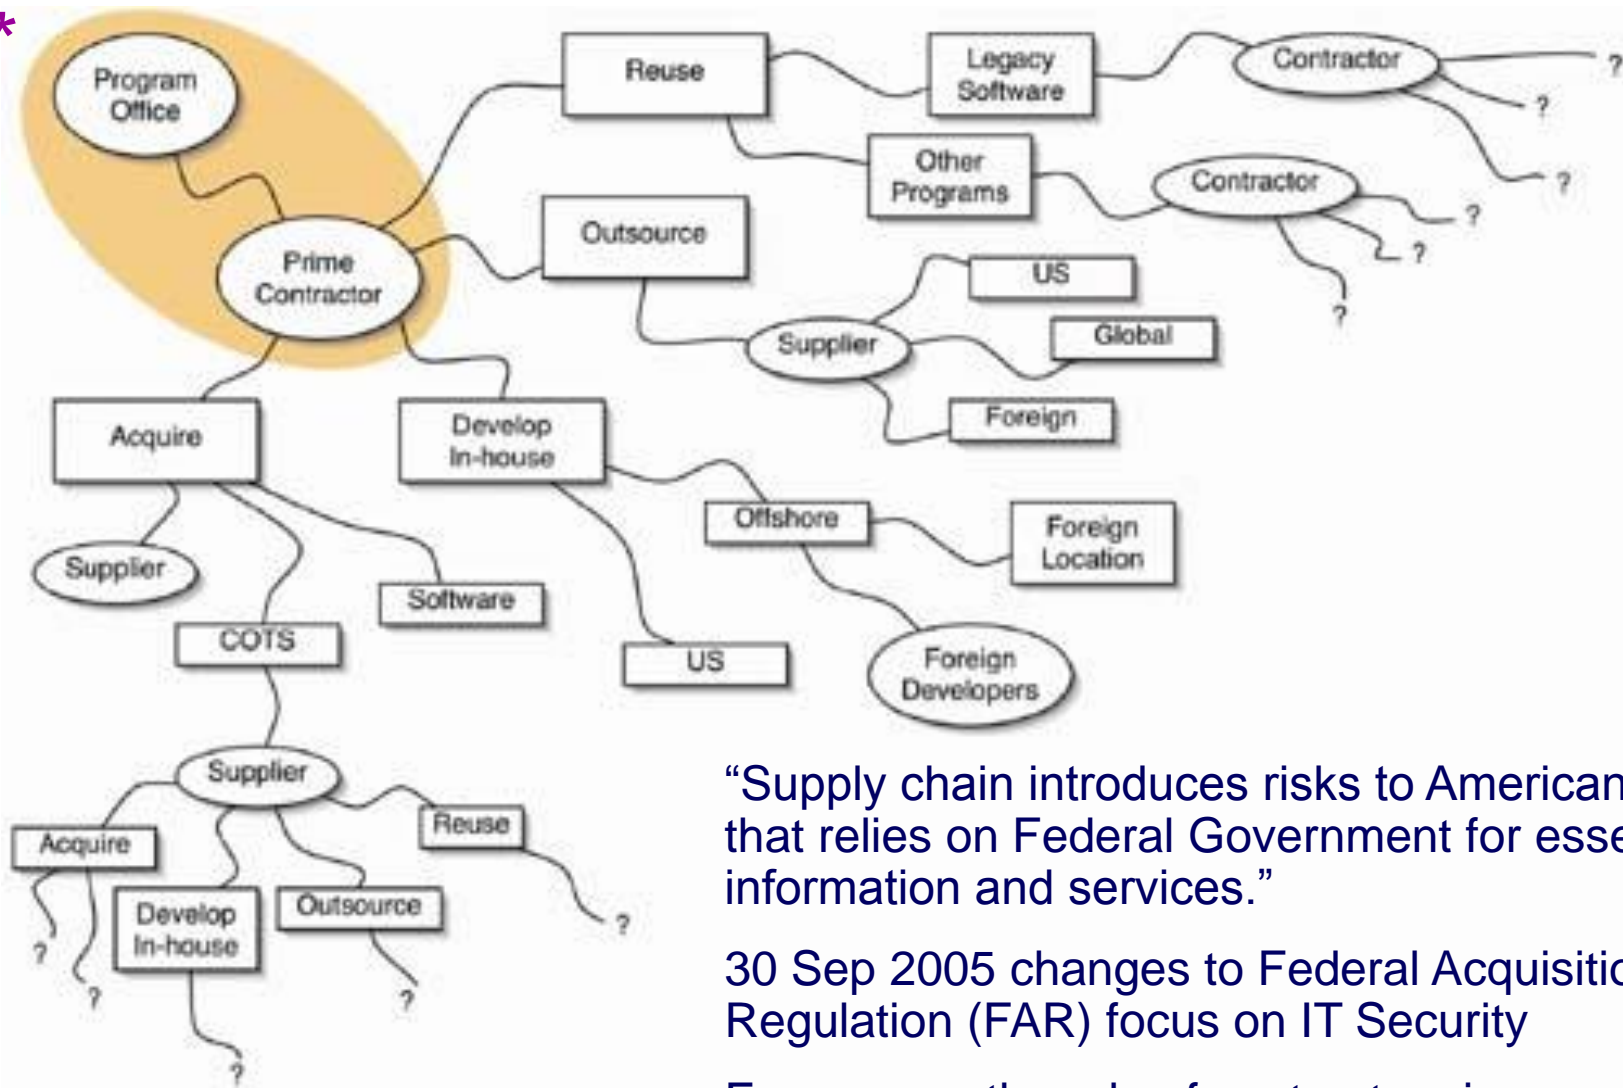 *
Program
Office
Prime
Contractor
Reuse
Legacy
Software
Contractor
?
?
?
Other
Programs
Contractor
?
?
?
Outsource
Supplier
US
Global
Foreign
Acquire
Supplier
COTS
Software
Develop
In-house
US
Offshore
Foreign
Location
Foreign
Developers
Supplier
Acquire
?
?
Develop
In-house
?
Outsource
?
Reuse
?
“Supply chain introduces risks to American
that relies on Federal Government for esse
information and services.”
30 Sep 2005 changes to Federal Acquisitio
Regulation (FAR) focus on IT Security